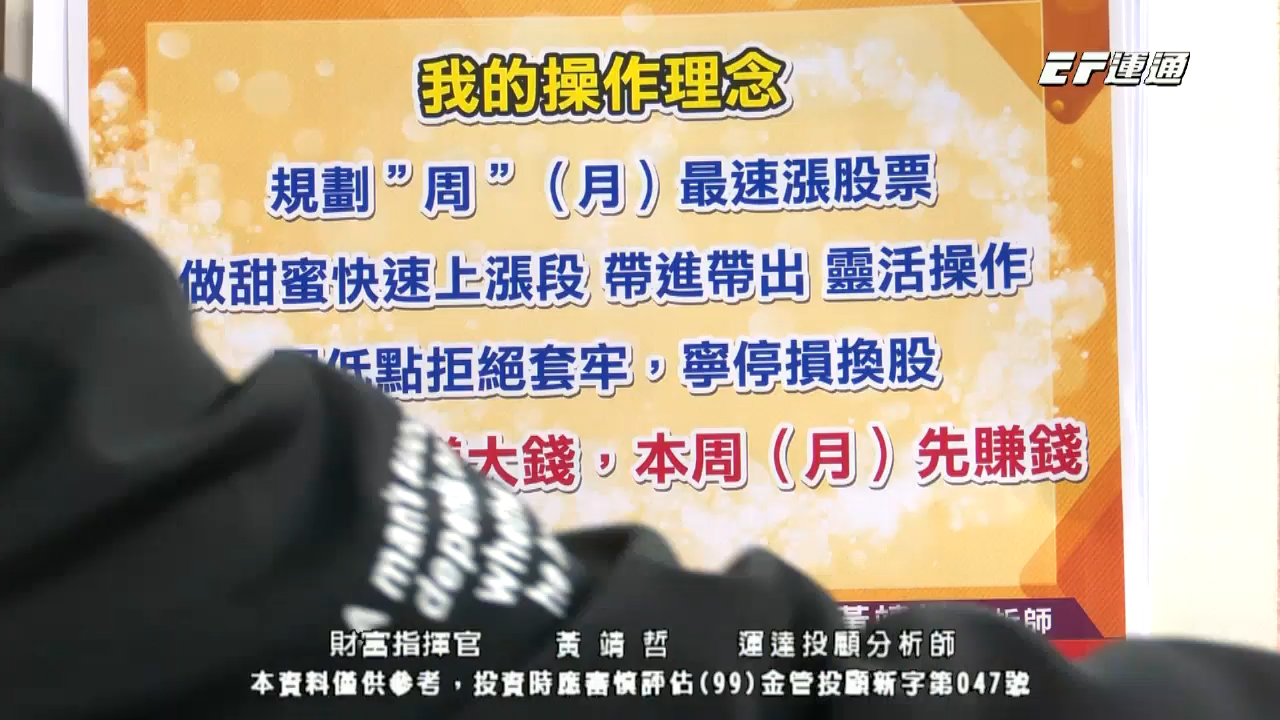 EF運通
我的操作理念
規劃”周”（月）最速漲股票
做甜蜜快速上漲段 帶進帶出 靈活操作
低點拒絕套牢，寧停損換股
大錢，本周（月）先賺錢
財富指揮官 黃靖哲 運達投顧分析師
本資料僅供參考，投資時應審慎評估(99)金管投顧新字第047號